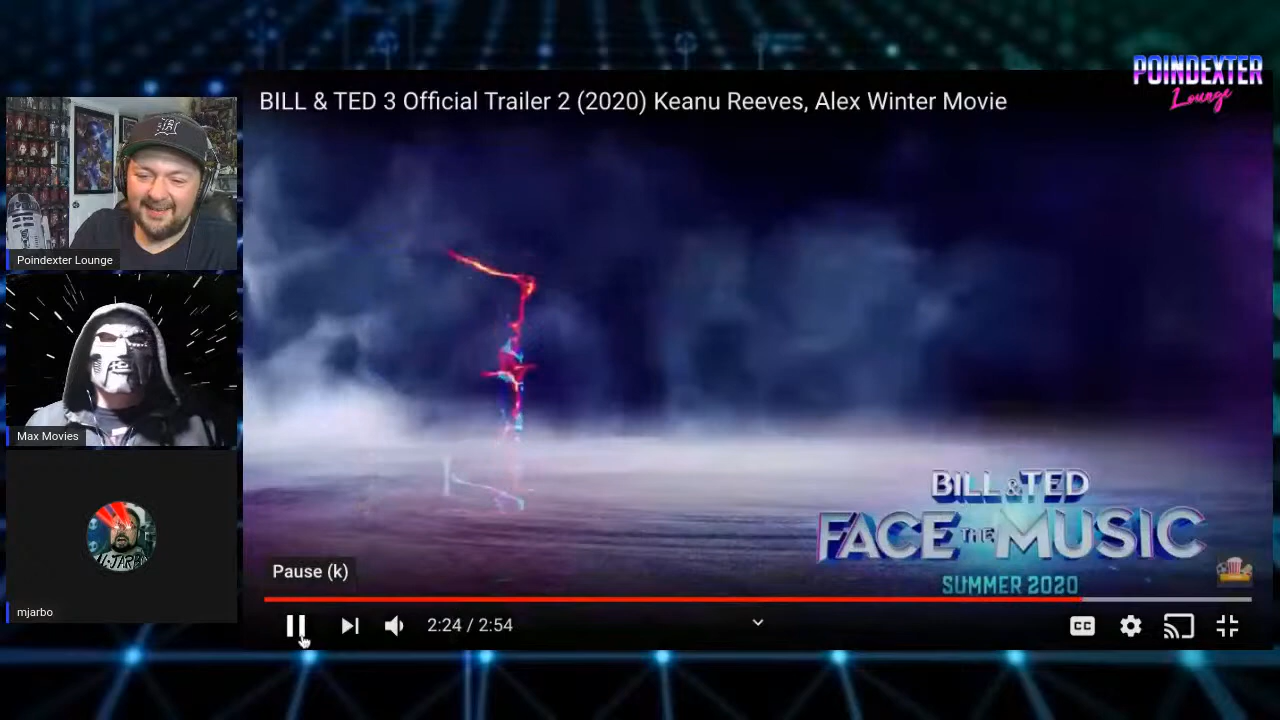 BILL & TED 3 Official Trailer 2 (2020) Keanu Reeves, Alex Winter Movie
POINDEXTER
Lounge
Poindexter Lounge
Max Movies
mjarbo
BILL & TED
FACE THE MUSIC
SUMMER 2020
Pause (k)
2:24 / 2:54
CC